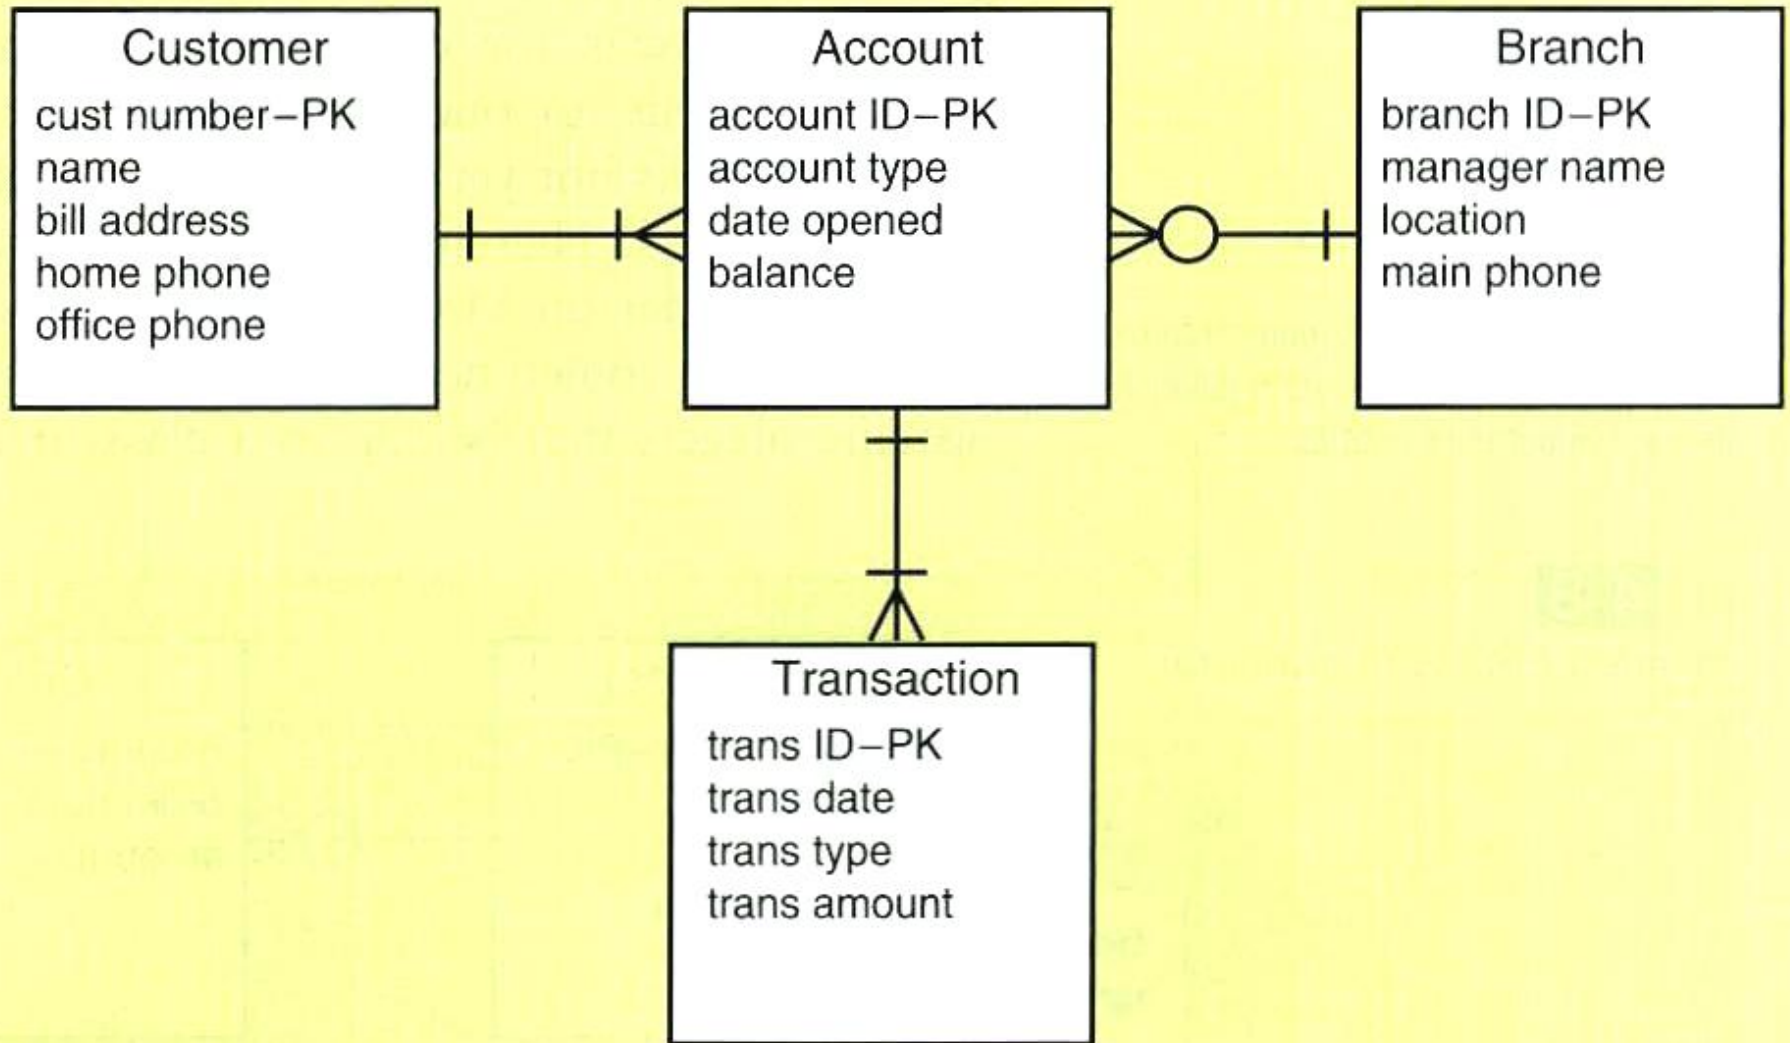 Customer
cust number–PK
name
bill address
home phone
office phone
Account
account ID–PK
account type
date opened
balance
Branch
branch ID–PK
manager name
location
main phone
Transaction
trans ID–PK
trans date
trans type
trans amount